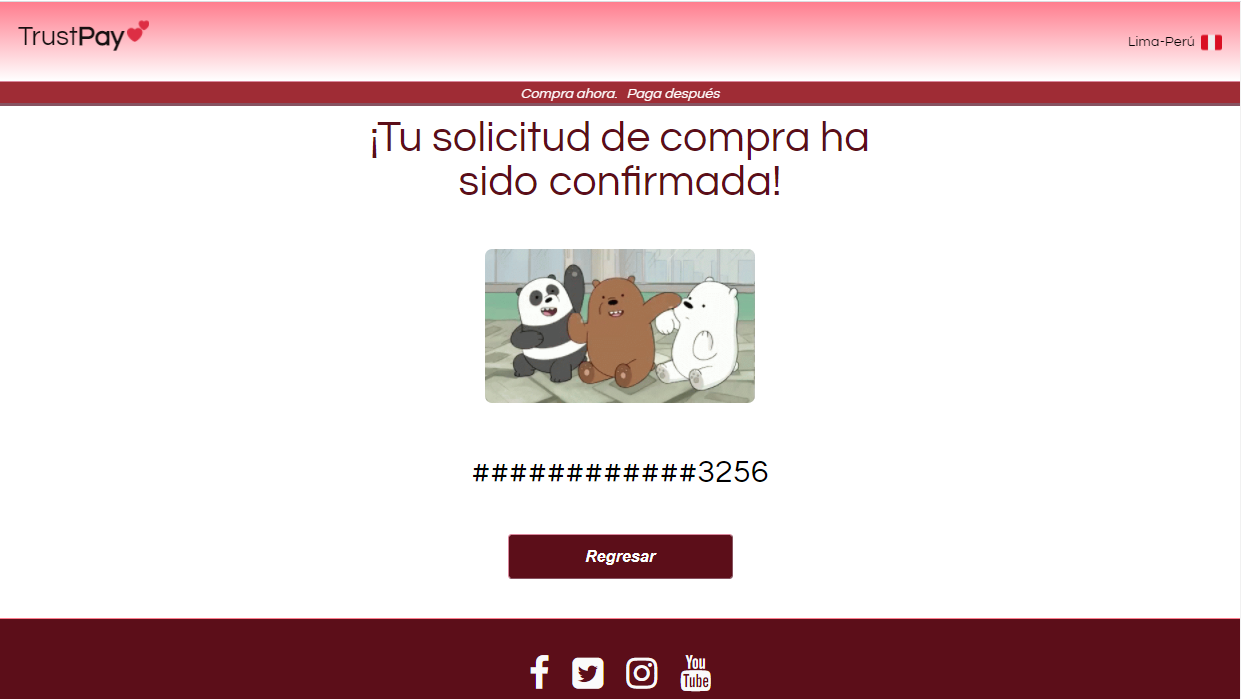 TrustPay
Lima-Perú
Compra ahora. Paga después
¡Tu solicitud de compra ha
sido confirmada!
############3256
Regresar
You
Tube